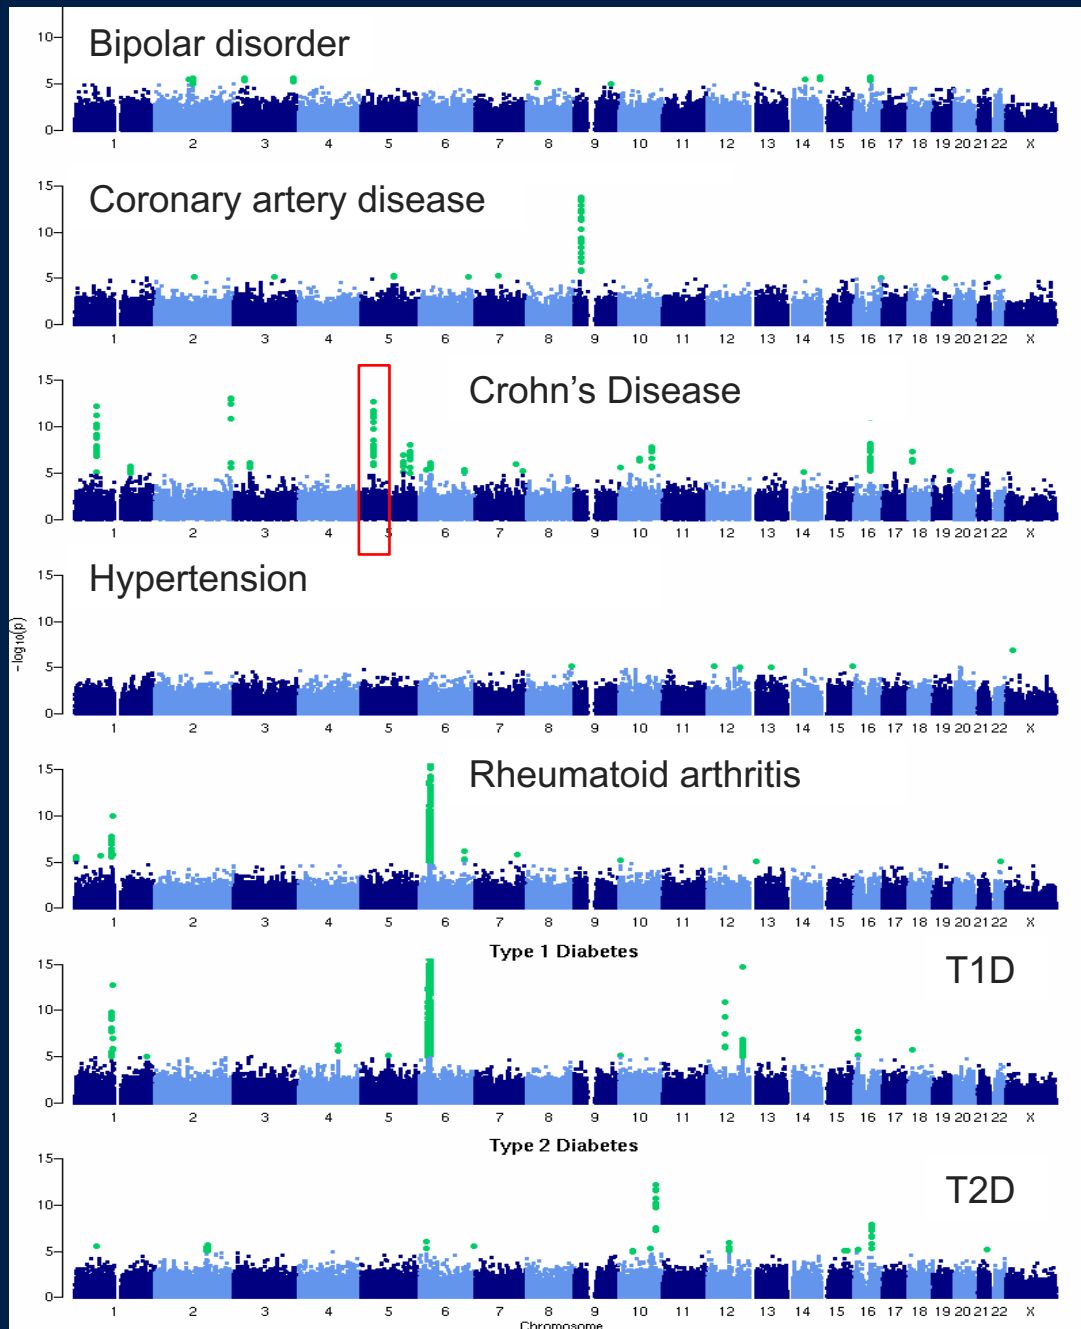 10
Bipolar disorder
5
0
1 2 3 4 5 6 7 8 9 10 11 12 13 14 15 16 17 18 19 20 21 22 X
15
Coronary artery disease
10
5
0
1 2 3 4 5 6 7 8 9 10 11 12 13 14 15 16 17 18 19 20 21 22 X
15
Crohn’s Disease
10
5
0
1 2 3 4 5 6 7 8 9 10 11 12 13 14 15 16 17 18 19 20 21 22 X
15
Hypertension
10
-log10(p)
5
0
1 2 3 4 5 6 7 8 9 10 11 12 13 14 15 16 17 18 19 20 21 22 X
15
Rheumatoid arthritis
10
5
0
1 2 3 4 5 6 7 8 9 10 11 12 13 14 15 16 17 18 19 20 21 22 X
Type 1 Diabetes
15
T1D
10
5
0
1 2 3 4 5 6 7 8 9 10 11 12 13 14 15 16 17 18 19 20 21 22 X
Type 2 Diabetes
15
T2D
10
5
0
1 2 3 4 5 6 7 8 9 10 11 12 13 14 15 16 17 18 19 20 21 22 X
Chromosome